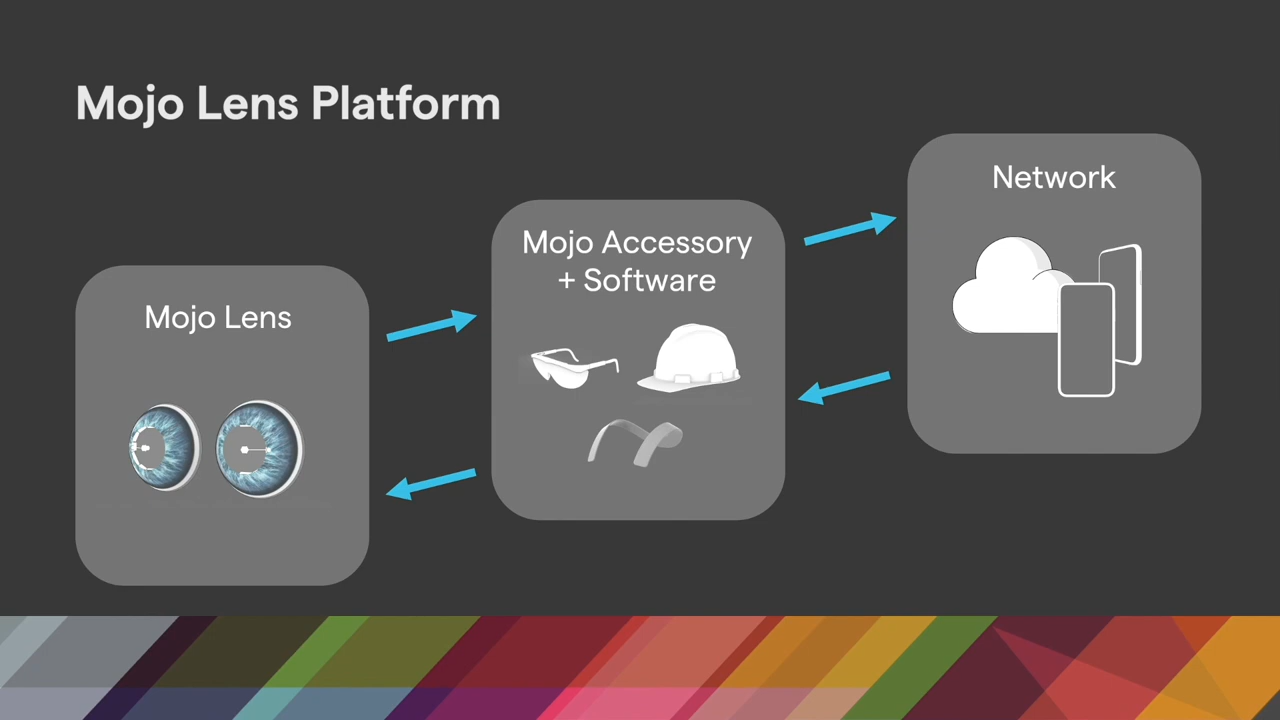 Mojo Lens Platform
Mojo Lens
Mojo Accessory
+ Software
Network